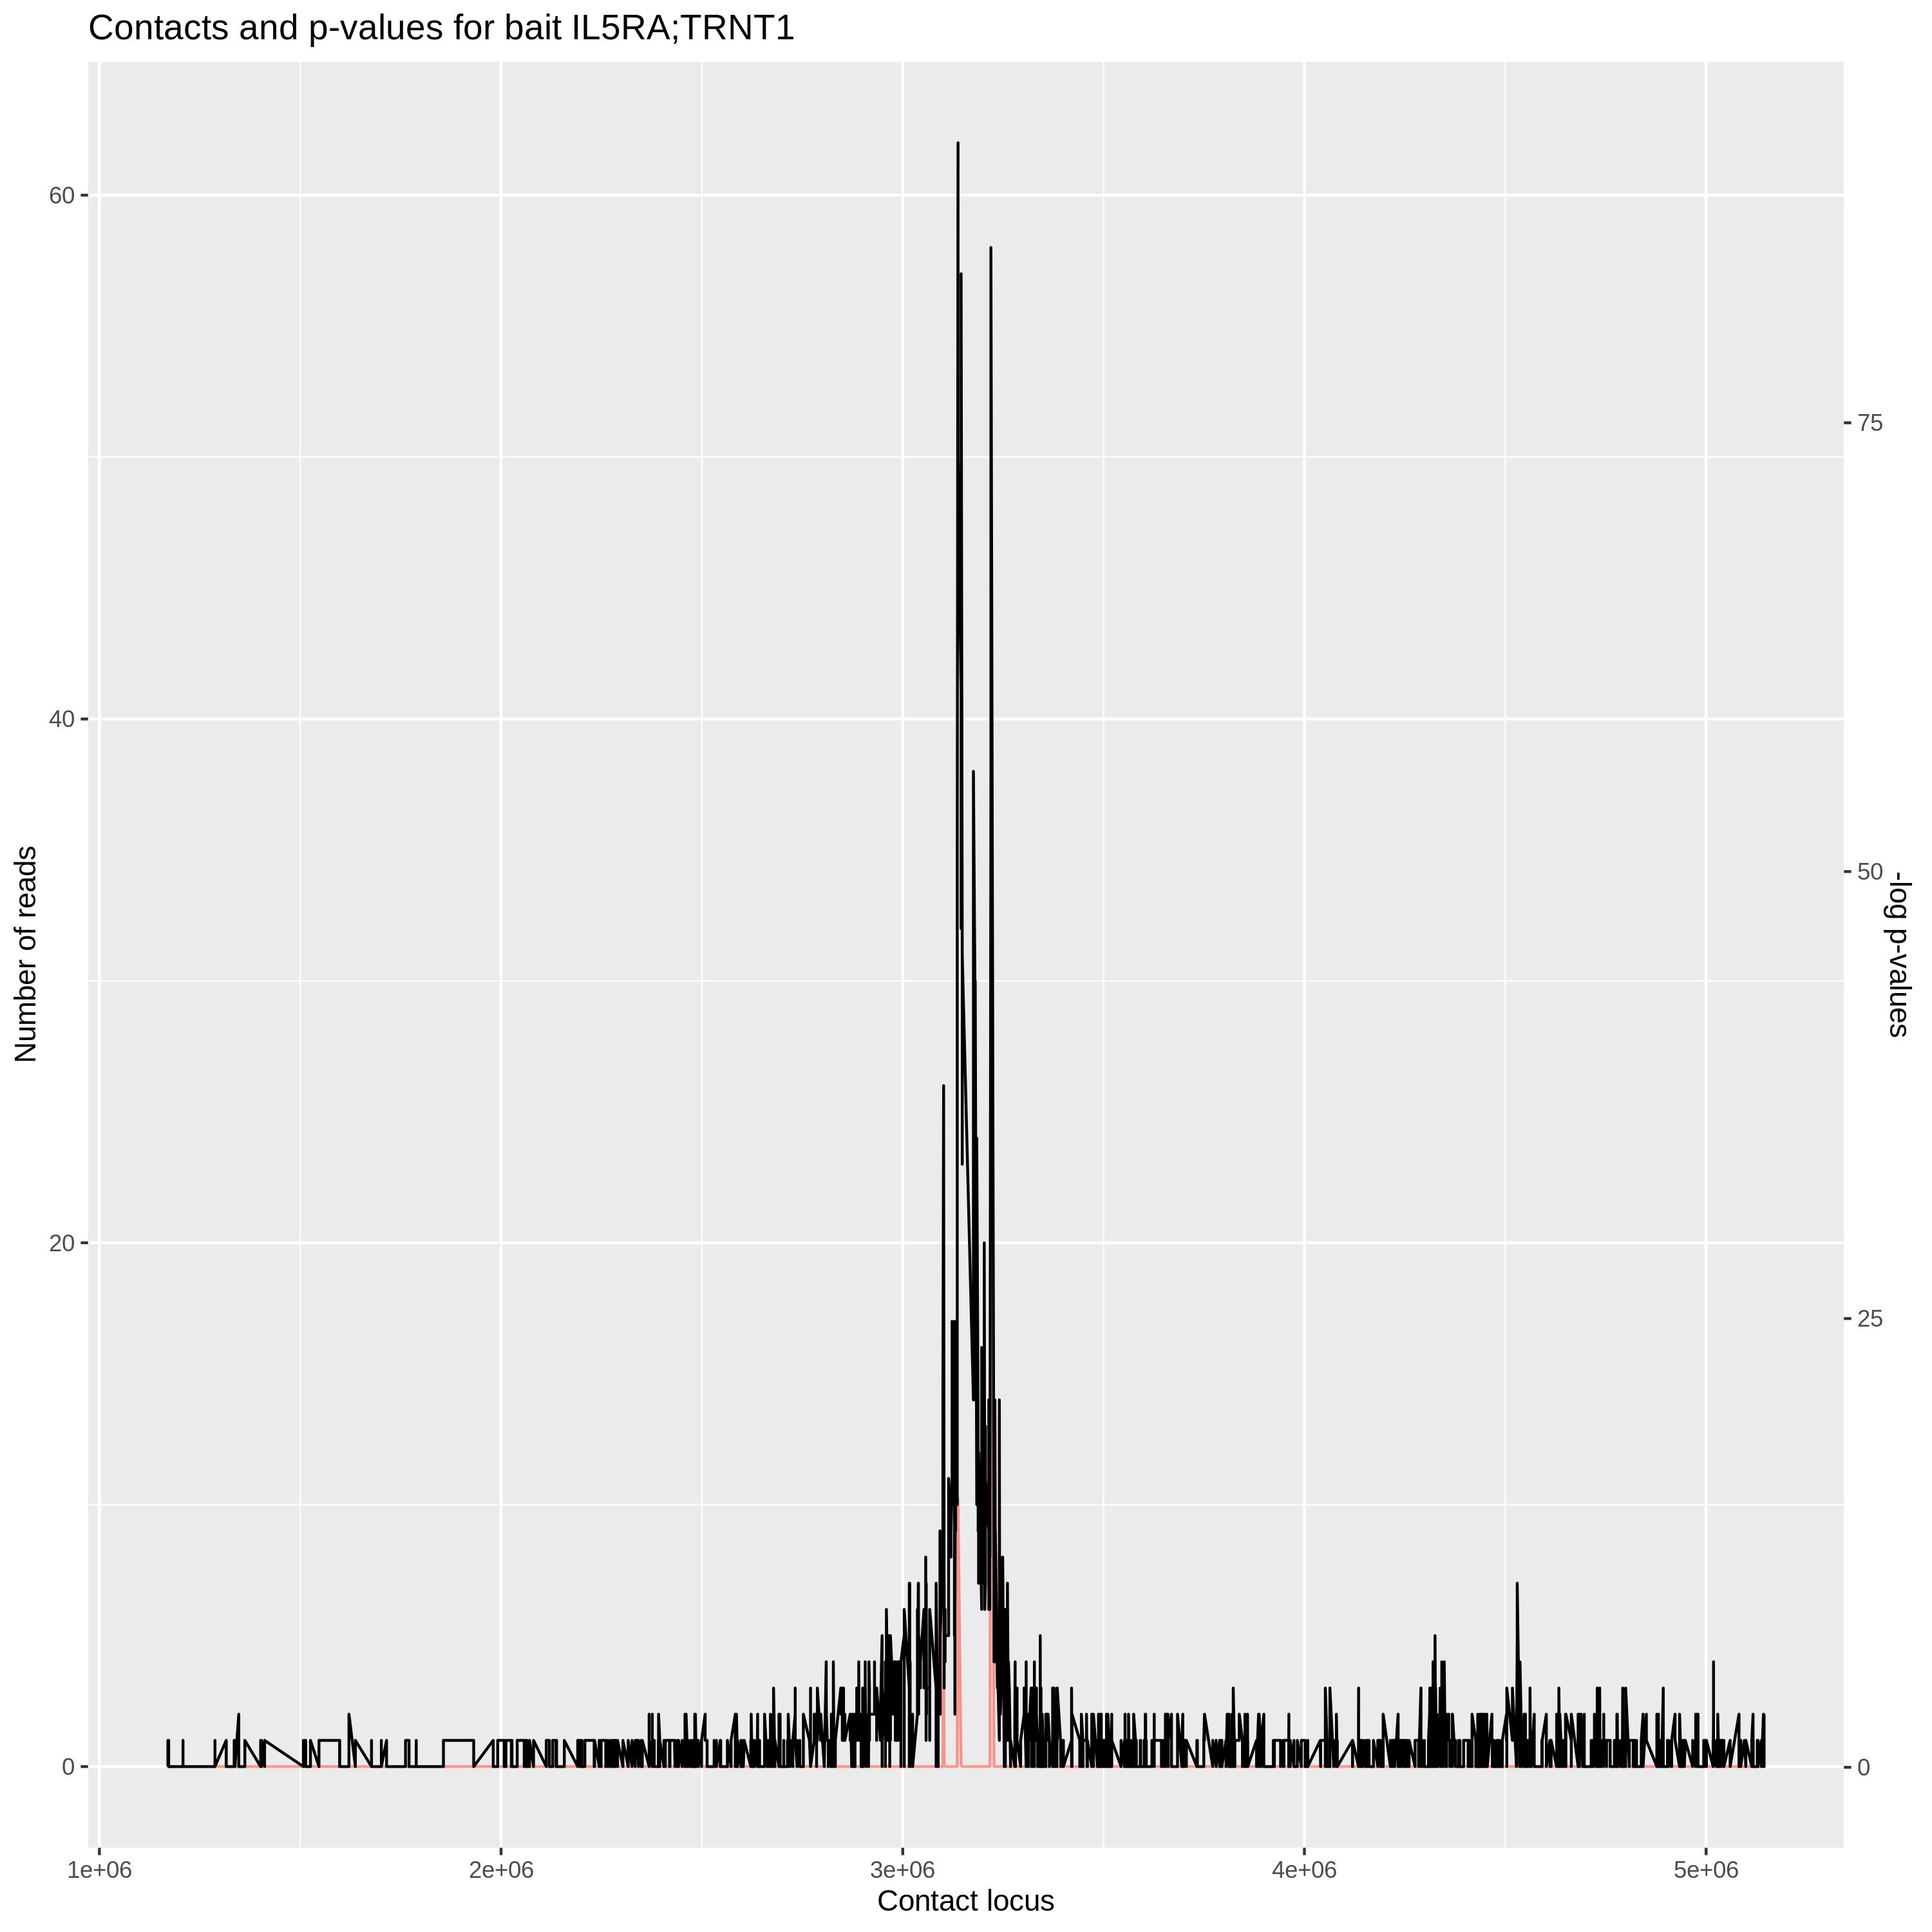 Contacts and p-values for bait IL5RA;TRNT1
60
40
20
0
Number of reads
75
50
25
0
-log p-values
1e+06
2e+06
3e+06
4e+06
5e+06
Contact locus